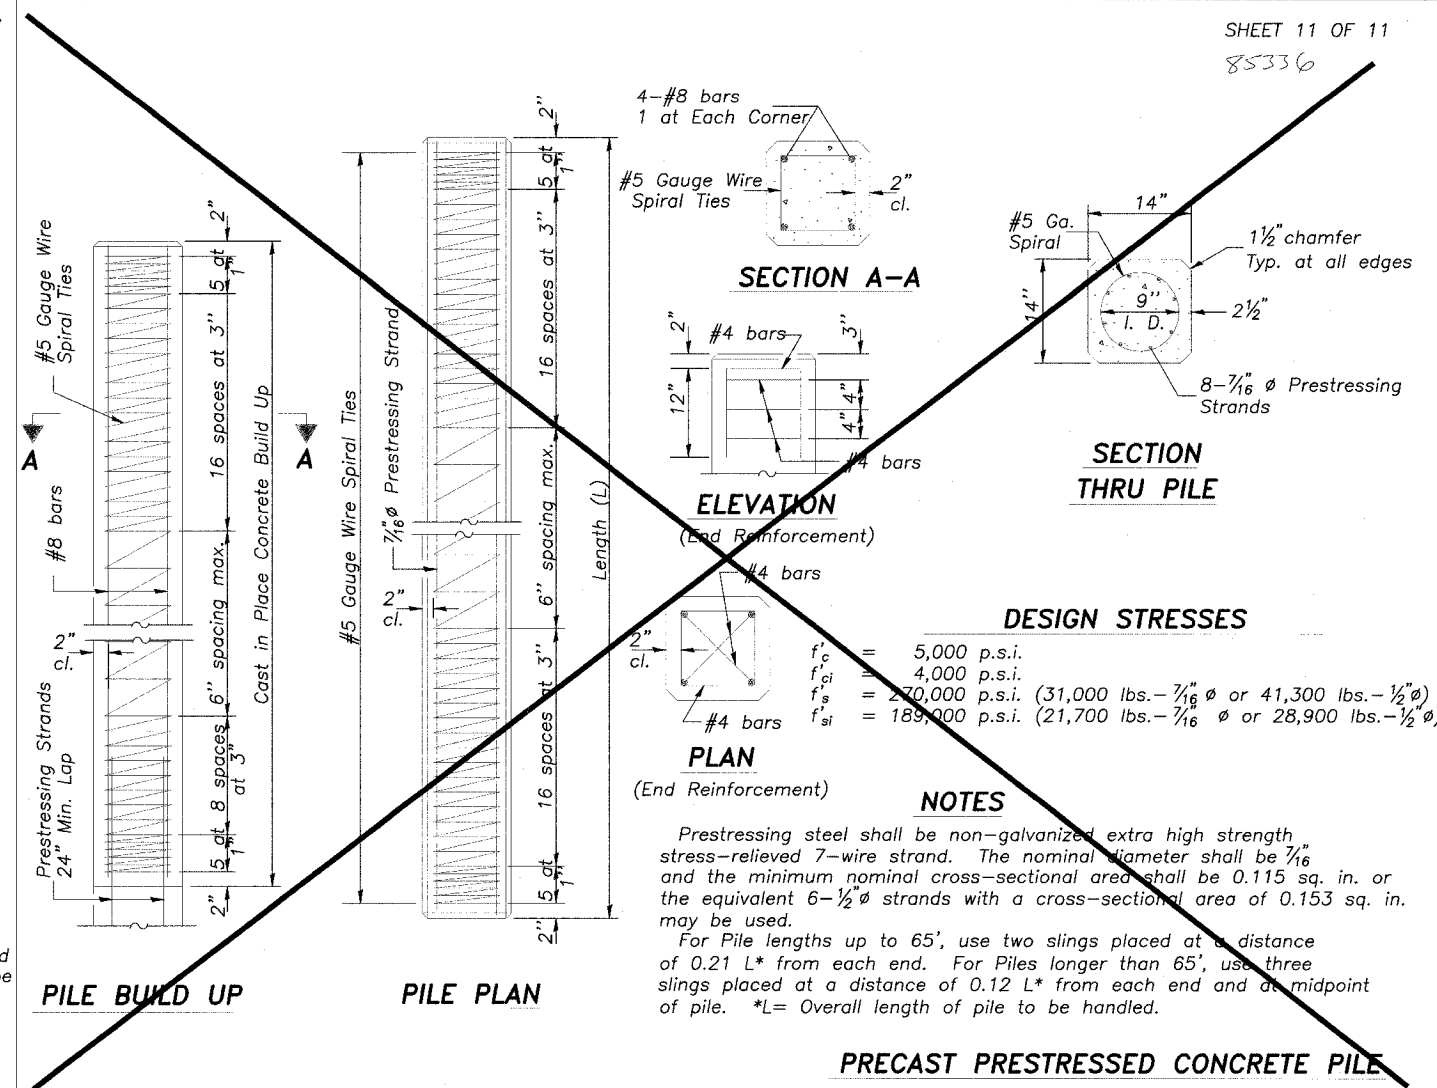 SHEET 11 OF 11
85336
#5 Gauge Wire
Spiral Ties
2"
5 at
1"
16 spaces at 3"
6" spacing max.
8 spaces
at 3"
5 at
1"
2"
Cast in Place Concrete Build Up
A
A
#8 bars
2"
cl.
Prestressing Strands
24" Min. Lap
PILE BUILD UP
#5 Gauge Wire Spiral Ties
7/16"ø Prestressing Strand
2"
cl.
2"
5 at
1"
16 spaces at 3"
6" spacing max.
16 spaces at 3"
5 at
1"
2"
Length (L)
PILE PLAN
4-#8 bars
1 at Each Corner
#5 Gauge Wire
Spiral Ties
2"
cl.
SECTION A-A
2"
#4 bars
3"
12"
4"
4"
#4 bars
ELEVATION
(End Reinforcement)
#4 bars
2"
cl.
#4 bars
PLAN
(End Reinforcement)
14"
#5 Ga.
Spiral
1½" chamfer
Typ. at all edges
14"
9"
I. D.
2½"
8-7/16" ø Prestressing
Strands
SECTION
THRU PILE
DESIGN STRESSES
f'c = 5,000 p.s.i.
f'ci = 4,000 p.s.i.
f's = 270,000 p.s.i. (31,000 lbs.-7/16" ø or 41,300 lbs.-½"ø)
f'si = 189,000 p.s.i. (21,700 lbs.-7/16" ø or 28,900 lbs.-½"ø)
NOTES
Prestressing steel shall be non-galvanized extra high strength
stress-relieved 7-wire strand. The nominal diameter shall be 7/16"
and the minimum nominal cross-sectional area shall be 0.115 sq. in. or
the equivalent 6-½"ø strands with a cross-sectional area of 0.153 sq. in.
may be used.
For Pile lengths up to 65', use two slings placed at a distance
of 0.21 L* from each end. For Piles longer than 65', use three
slings placed at a distance of 0.12 L* from each end and at midpoint
of pile. *L= Overall length of pile to be handled.
PRECAST PRESTRESSED CONCRETE PILE